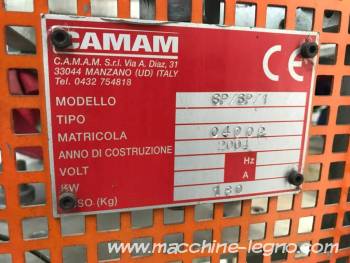 CAMAM
C.A.M.A.M. S.r.l. Via A. Diaz, 31
33044 MANZANO (UD) ITALY
Tel. 0432 754818
CE
MODELLO SP/SP/1
TIPO
MATRICOLA 04002
ANNO DI COSTRUZIONE 2004
VOLT Hz
KW A
PESO (Kg) 180
www.macchine-legno.com